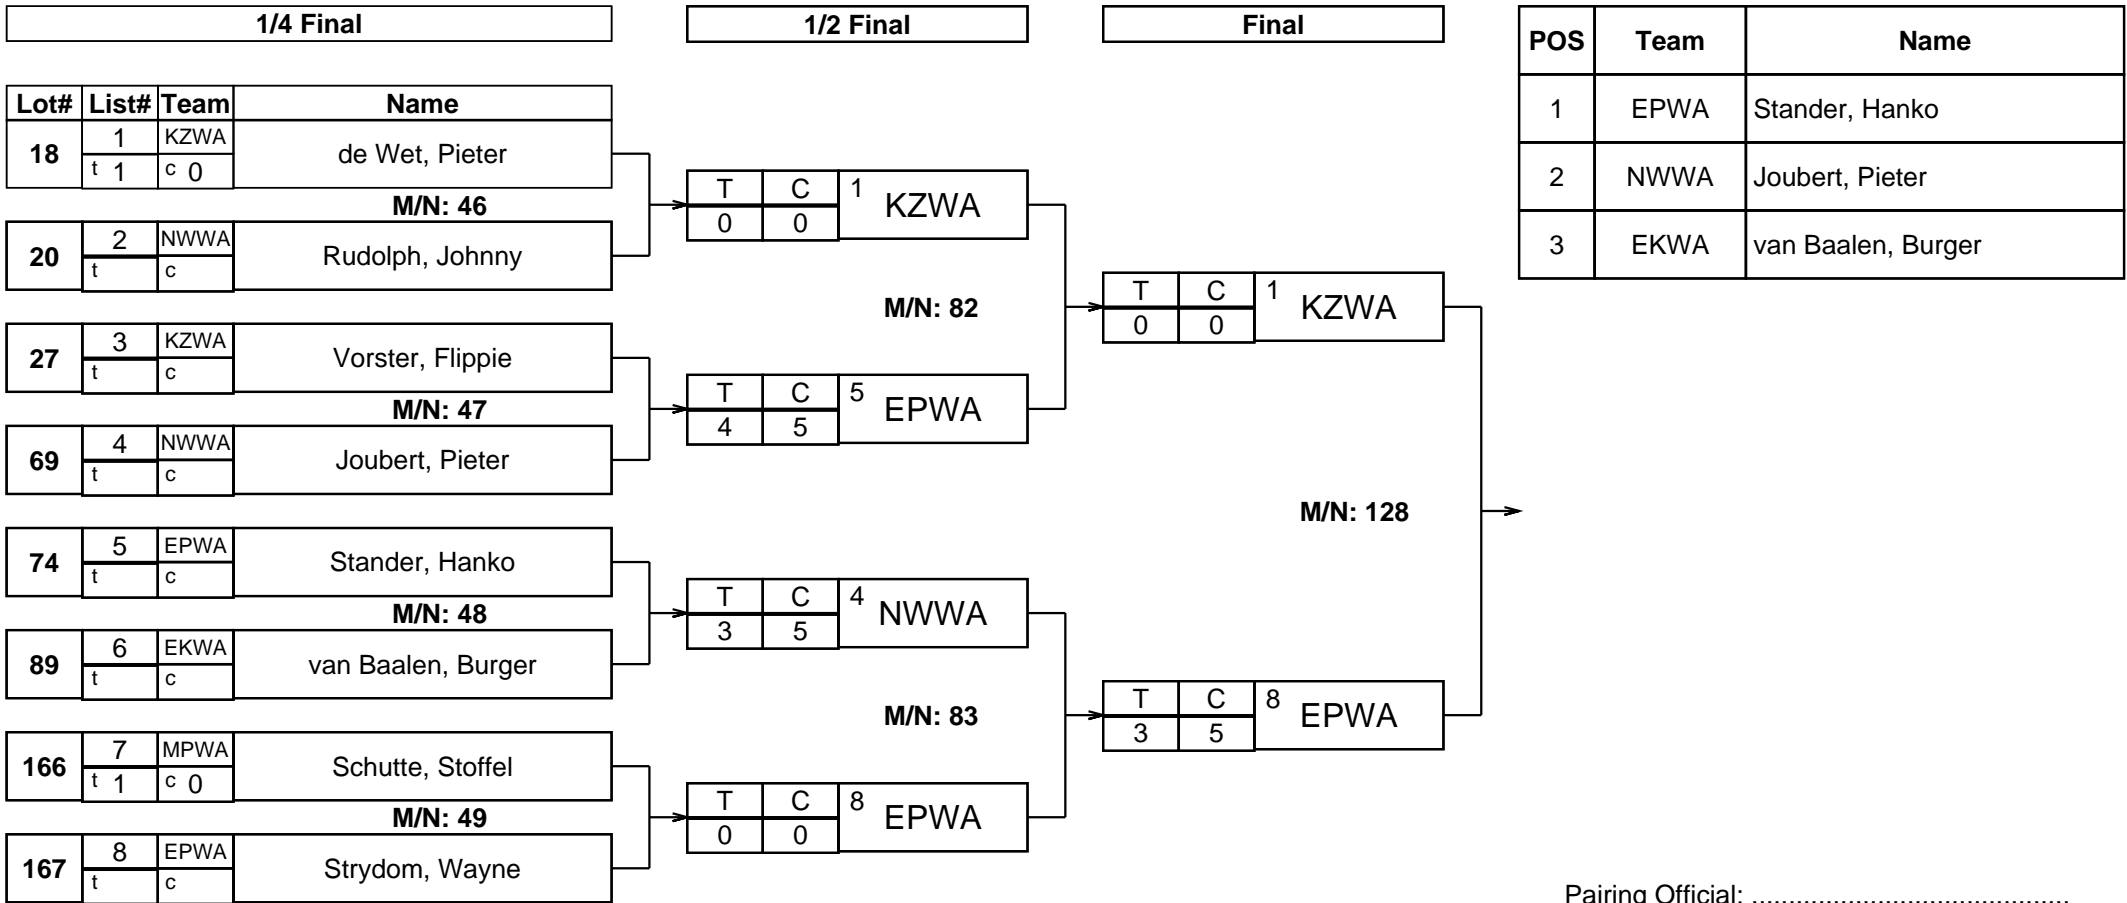 1/4 Final 1/2 Final Final
POS Team Name
1 EPWA Stander, Hanko
2 NWWA Joubert, Pieter
3 EKWA van Baalen, Burger
Lot# List# Team Name
18 1 KZWA de Wet, Pieter
t 1 c 0
M/N: 46
20 2 NWWA Rudolph, Johnny
t c
27 3 KZWA Vorster, Flippie
t c
M/N: 47
69 4 NWWA Joubert, Pieter
t c
74 5 EPWA Stander, Hanko
t c
M/N: 48
89 6 EKWA van Baalen, Burger
t c
166 7 MPWA Schutte, Stoffel
t 1 c 0
M/N: 49
167 8 EPWA Strydom, Wayne
t c
T C 1 KZWA
0 0
M/N: 82
T C 5 EPWA
4 5
T C 4 NWWA
3 5
M/N: 83
T C 8 EPWA
0 0
T C 1 KZWA
0 0
M/N: 128
T C 8 EPWA
3 5
Pairing Official: ...........................................